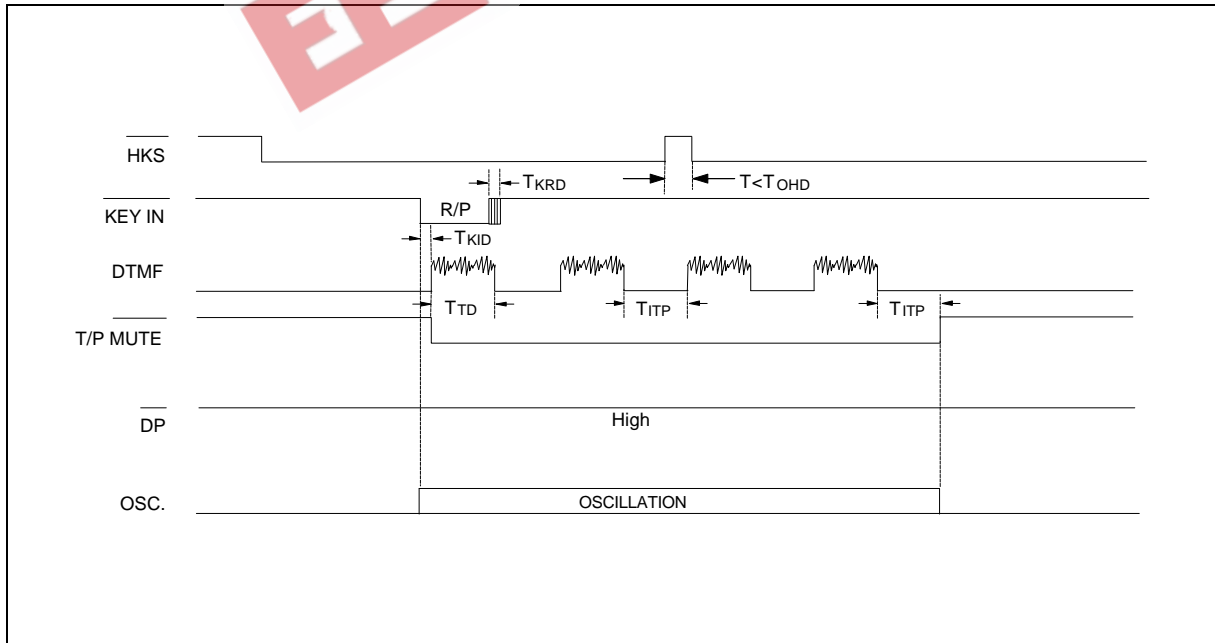 HKS
TKRD
T<TOHD
KEY IN
R/P
TKID
DTMF
TTD
TITP
TITP
T/P MUTE
DP
High
OSC.
OSCILLATION